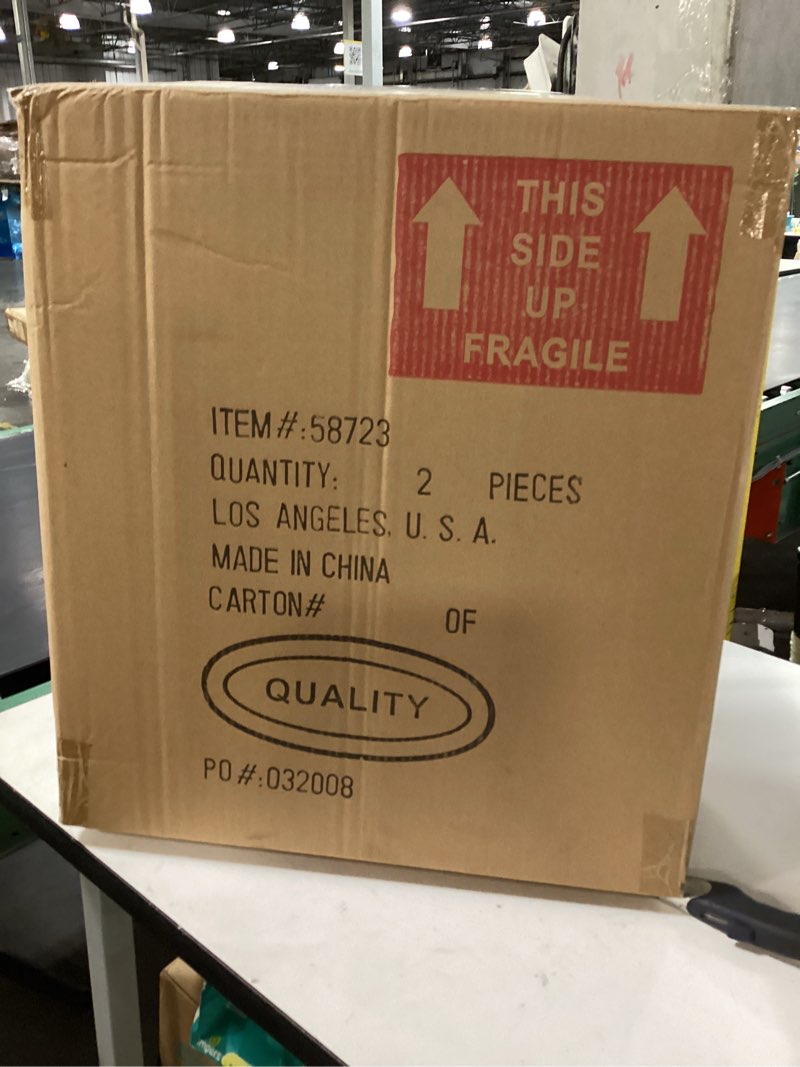 THIS
SIDE
UP
FRAGILE
ITEM#:58723
QUANTITY: 2 PIECES
LOS ANGELES, U. S. A.
MADE IN CHINA
CARTON# OF
QUALITY
PO#:032008